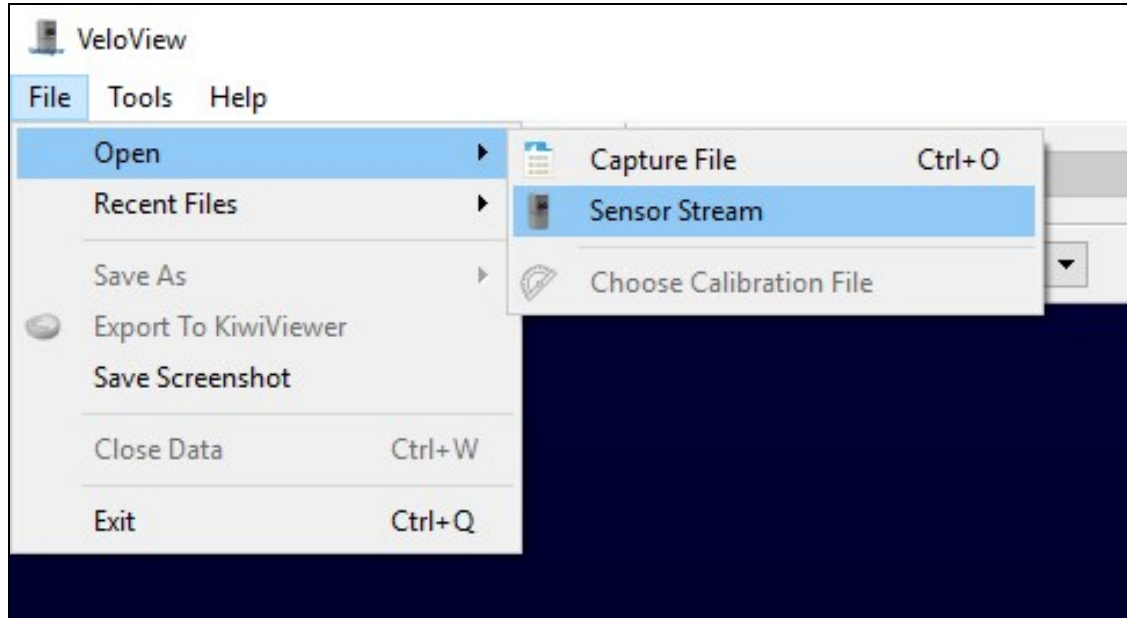 VeloView
File Tools Help
Open
Recent Files
Save As
Export To KiwiViewer
Save Screenshot
Close Data Ctrl+W
Exit Ctrl+Q
Capture File Ctrl+O
Sensor Stream
Choose Calibration File